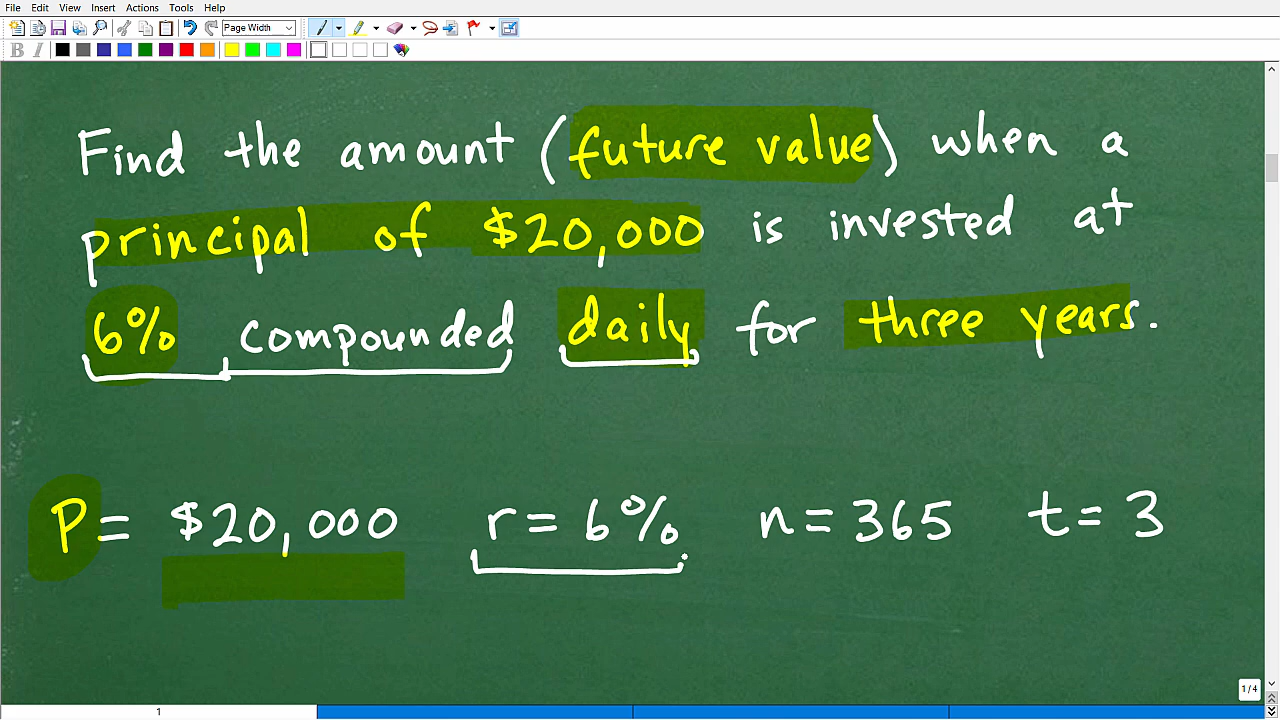 File Edit View Insert Actions Tools Help
Page Width
B I
Find the amount (future value) when a
principal of $20,000 is invested at
6% compounded daily for three years.
P = $20,000 r = 6% n = 365 t = 3
1/4
1